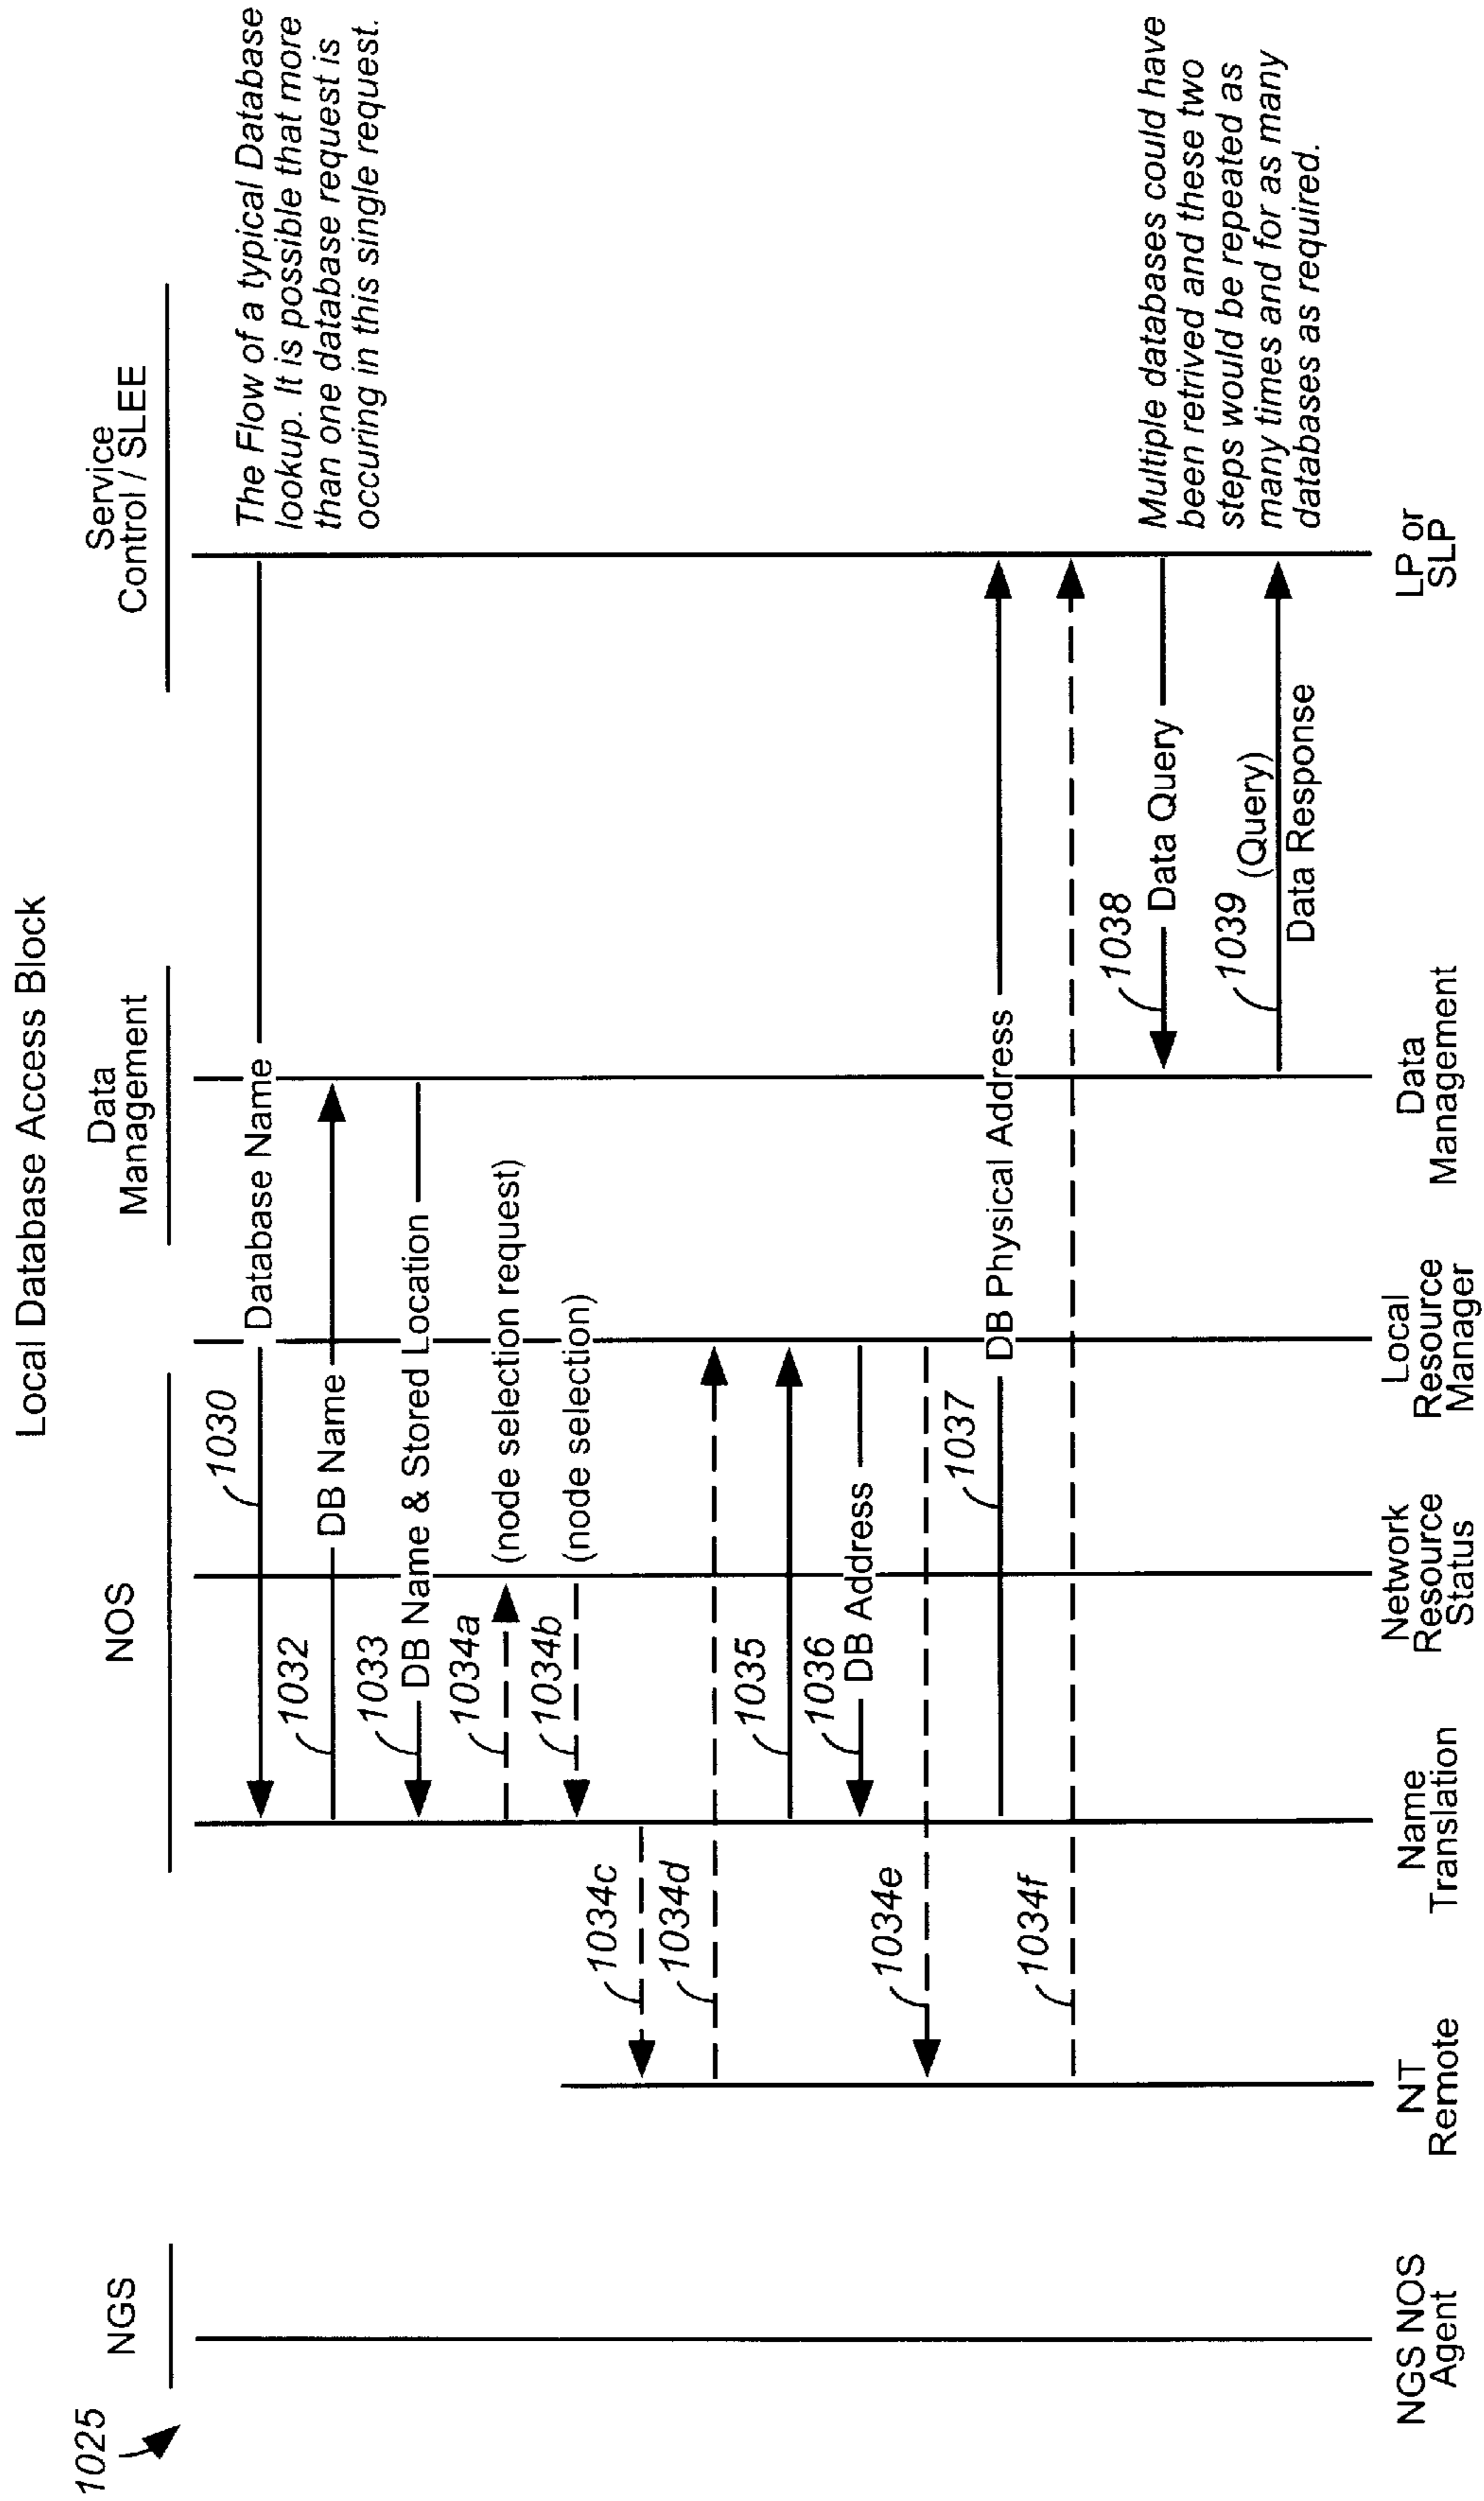 Local Database Access Block
1025
NGS
NOS
Data
Management
Service
Control / SLEE
1030
Database Name
The Flow of a typical Database
lookup. It is possible that more
than one database request is
occuring in this single request.
1032
DB Name
1033
DB Name & Stored Location
1034a
(node selection request)
1034b
(node selection)
1034c
1034d
1035
1036
DB Address
1034e
1037
DB Physical Address
1034f
1038
Data Query
Multiple databases could have
been retrived and these two
steps would be repeated as
many times and for as many
databases as required.
1039
(Query)
Data Response
NGS NOS
Agent
NT
Remote
Name
Translation
Network
Resource
Status
Local
Resource
Manager
Data
Management
LP or
SLP